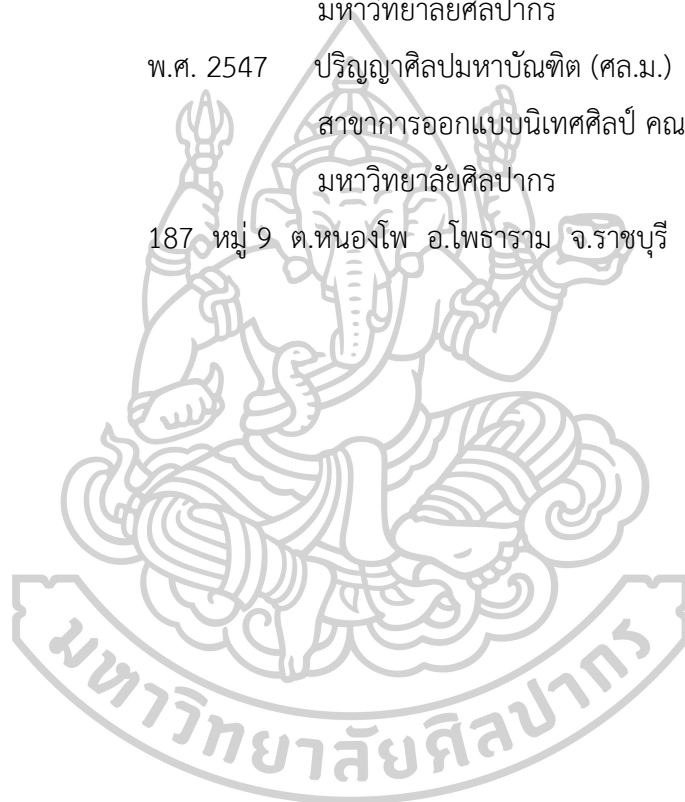 มหาวิทยาลัยศิลปากร
พ.ศ. 2547 ปริญญาศิลปมหาบัณฑิต (ศล.ม.)
สาขาการออกแบบนิเทศศิลป์ คณ
มหาวิทยาลัยศิลปากร
187 หมู่ 9 ต.หนองโพ อ.โพธาราม จ.ราชบุรี
มหาวิทยาลัยศิลปากร